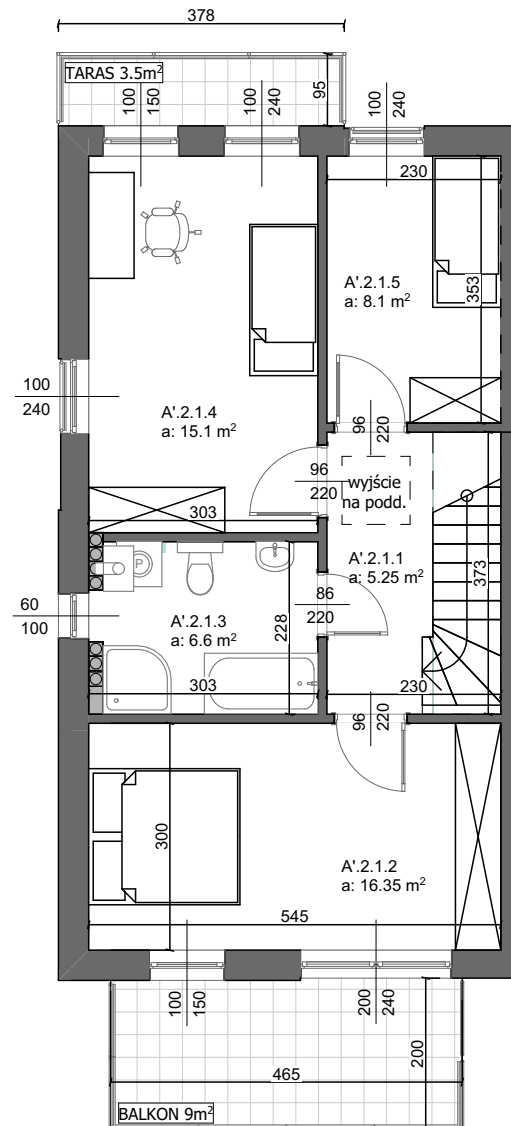 378
TARAS 3.5m²
100
150
100
240
95
100
240
230
353
A'.2.1.5
a: 8.1 m²
100
240
A'.2.1.4
a: 15.1 m²
96
220
96
220
wyjście
na podd.
303
373
A'.2.1.1
a: 5.25 m²
P
60
100
A'.2.1.3
a: 6.6 m²
228
86
220
303
230
96
220
300
A'.2.1.2
a: 16.35 m²
545
100
150
200
240
200
465
BALKON 9m²